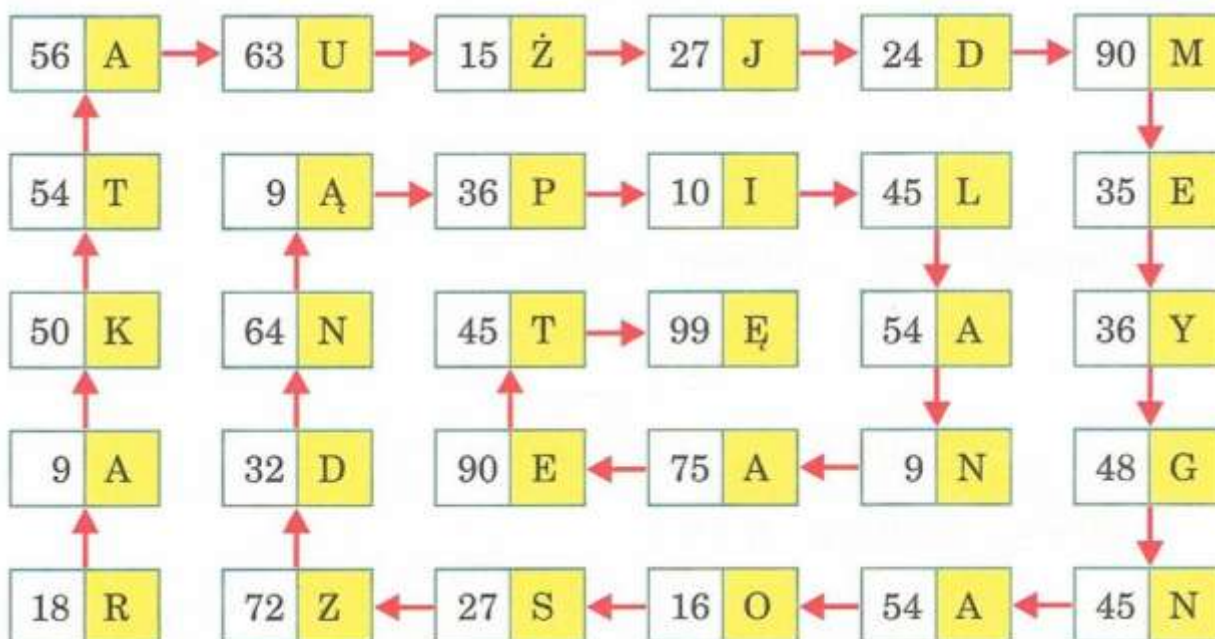 56 A 63 U 15 Ż 27 J 24 D 90 M
54 T 9 Ą 36 P 10 I 45 L 35 E
50 K 64 N 45 T 99 Ę 54 A 36 Y
9 A 32 D 90 E 75 A 9 N 48 G
18 R 72 Z 27 S 16 O 54 A 45 N